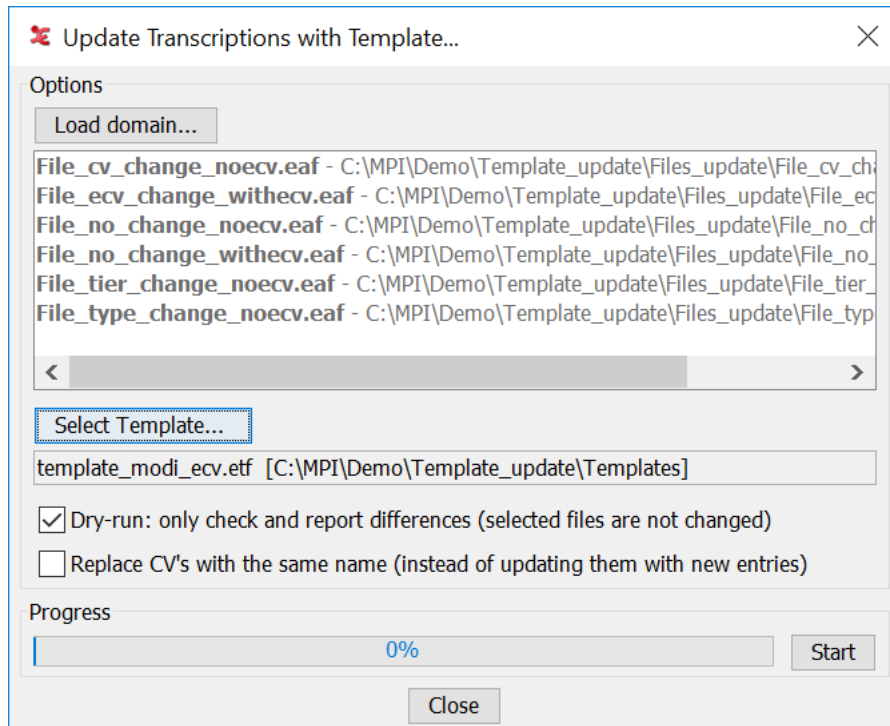 Update Transcriptions with Template...
Options
Load domain...
File_cv_change_noecv.eaf - C:\MPI\Demo\Template_update\Files_update\File_cv_cha
File_ecv_change_withecv.eaf - C:\MPI\Demo\Template_update\Files_update\File_ec
File_no_change_noecv.eaf - C:\MPI\Demo\Template_update\Files_update\File_no_ch
File_no_change_withecv.eaf - C:\MPI\Demo\Template_update\Files_update\File_no_
File_tier_change_noecv.eaf - C:\MPI\Demo\Template_update\Files_update\File_tier_
File_type_change_noecv.eaf - C:\MPI\Demo\Template_update\Files_update\File_typ
Select Template...
template_modi_ecv.etf [C:\MPI\Demo\Template_update\Templates]
Dry-run: only check and report differences (selected files are not changed)
Replace CV's with the same name (instead of updating them with new entries)
Progress
0%
Start
Close